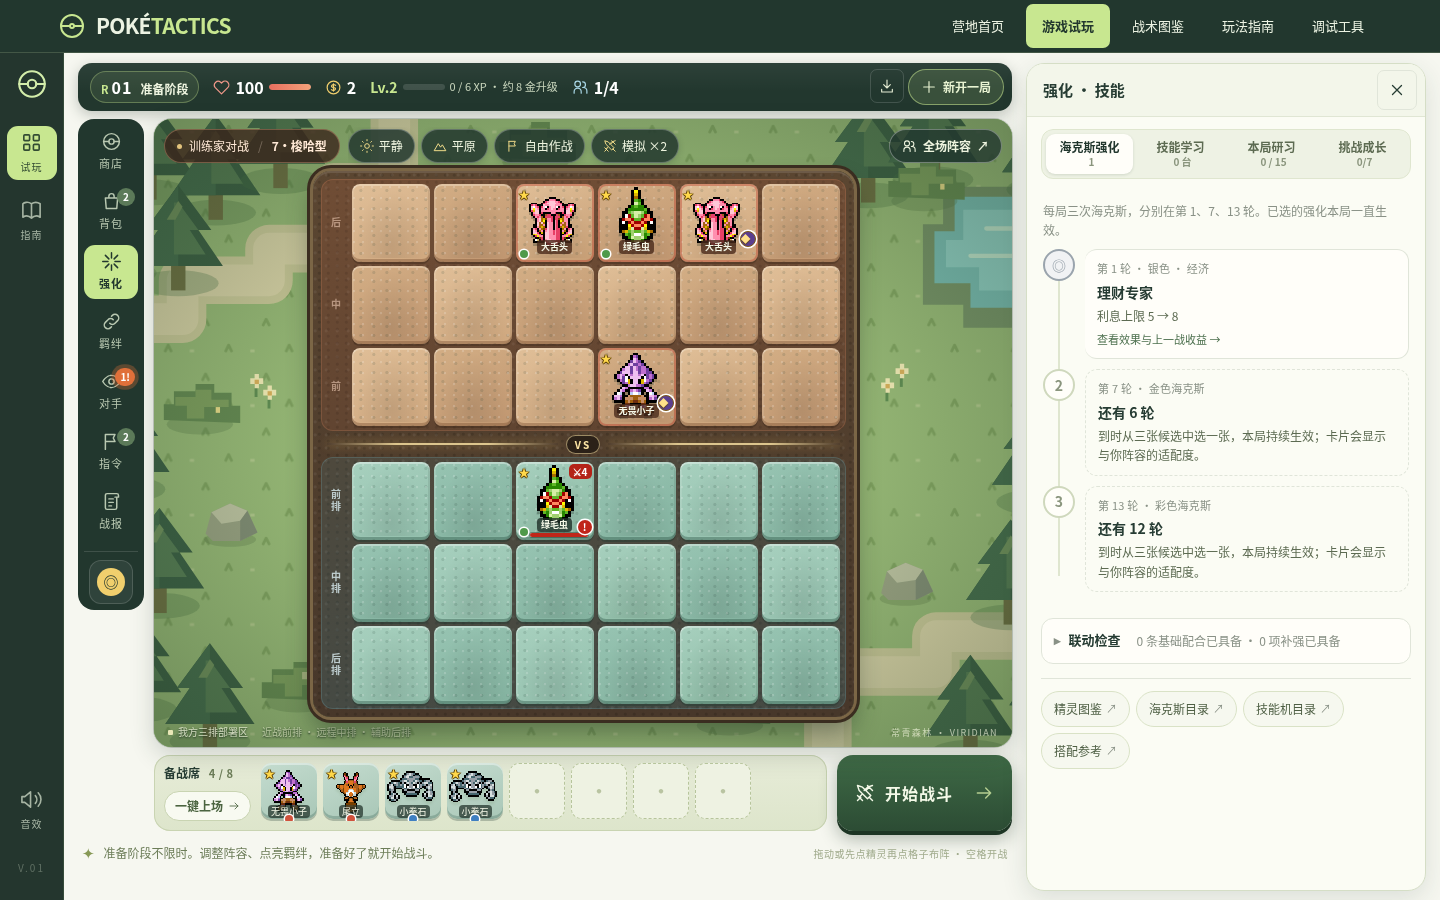 POKÉTACTICS
营地首页
游戏试玩
战术图鉴
玩法指南
调试工具
试玩
指南
音效
V.01
R 01 准备阶段
100
2
Lv.2
0 / 6 XP · 约 8 金升级
1/4
新开一局
商店
背包
2
强化
羁绊
对手
1!
指令
2
战报
训练家对战 / 7·梭哈型
平静
平原
自由作战
模拟 ×2
全场阵容 ↗
后
大舌头
绿毛虫
大舌头
中
前
无畏小子
VS
前排
4
绿毛虫
!
中排
后排
我方三排部署区 近战前排 · 远程中排 · 辅助后排
常青森林 · VIRIDIAN
备战席 4 / 8
一键上场 →
无畏小子
尾立
小拳石
小拳石
开始战斗 →
准备阶段不限时。调整阵容、点亮羁绊，准备好了就开始战斗。
拖动或先点精灵再点格子布阵 · 空格开战
强化 · 技能
海克斯强化
1
技能学习
0 台
本局研习
0 / 15
挑战成长
0/7
每局三次海克斯，分别在第 1、7、13 轮。已选的强化本局一直生
效。
第 1 轮 · 银色 · 经济
理财专家
利息上限 5 → 8
查看效果与上一战收益 →
2
第 7 轮 · 金色海克斯
还有 6 轮
到时从三张候选中选一张，本局持续生效；卡片会显示
与你阵容的适配度。
3
第 13 轮 · 彩色海克斯
还有 12 轮
到时从三张候选中选一张，本局持续生效；卡片会显示
与你阵容的适配度。
联动检查 0 条基础配合已具备 · 0 项补强已具备
精灵图鉴 ↗
海克斯目录 ↗
技能机目录 ↗
搭配参考 ↗